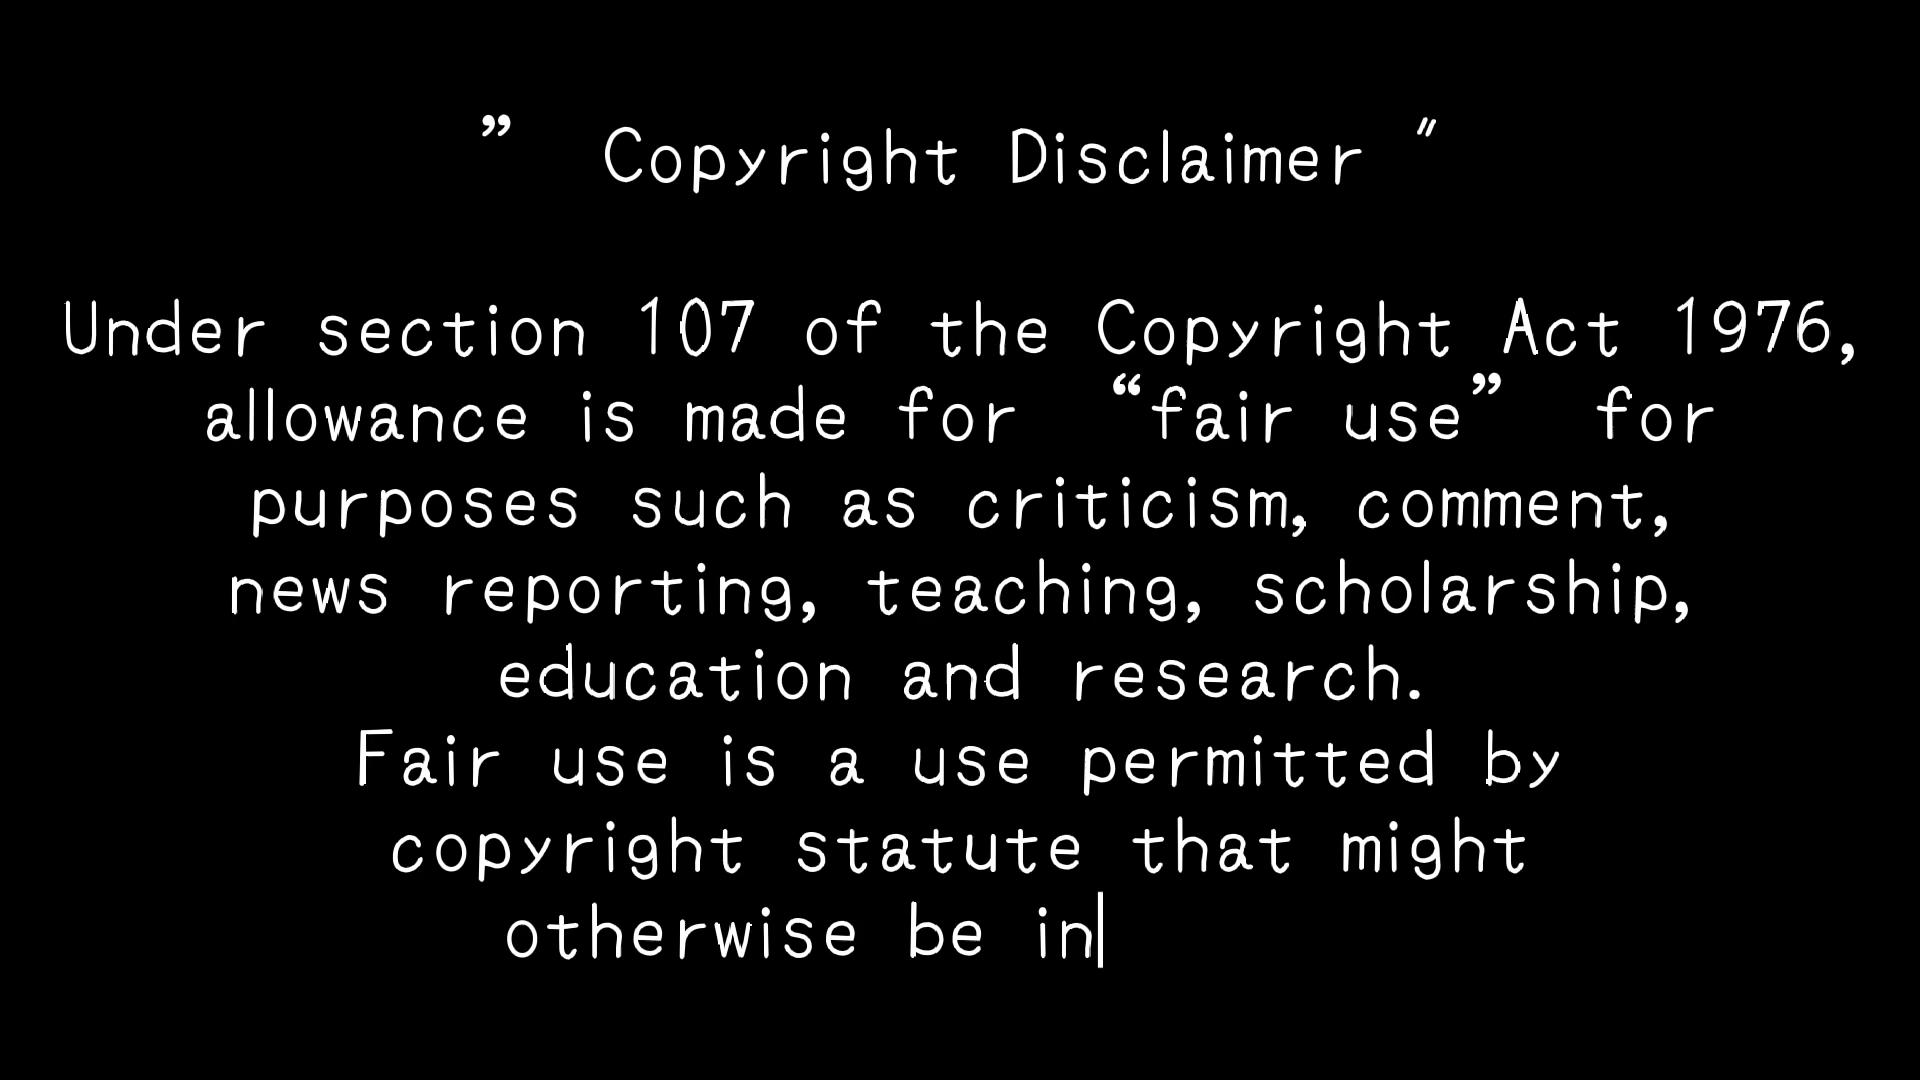 ” Copyright Disclaimer "
Under section 107 of the Copyright Act 1976,
allowance is made for “fair use” for
purposes such as criticism, comment,
news reporting, teaching, scholarship,
education and research.
Fair use is a use permitted by
copyright statute that might
otherwise be in